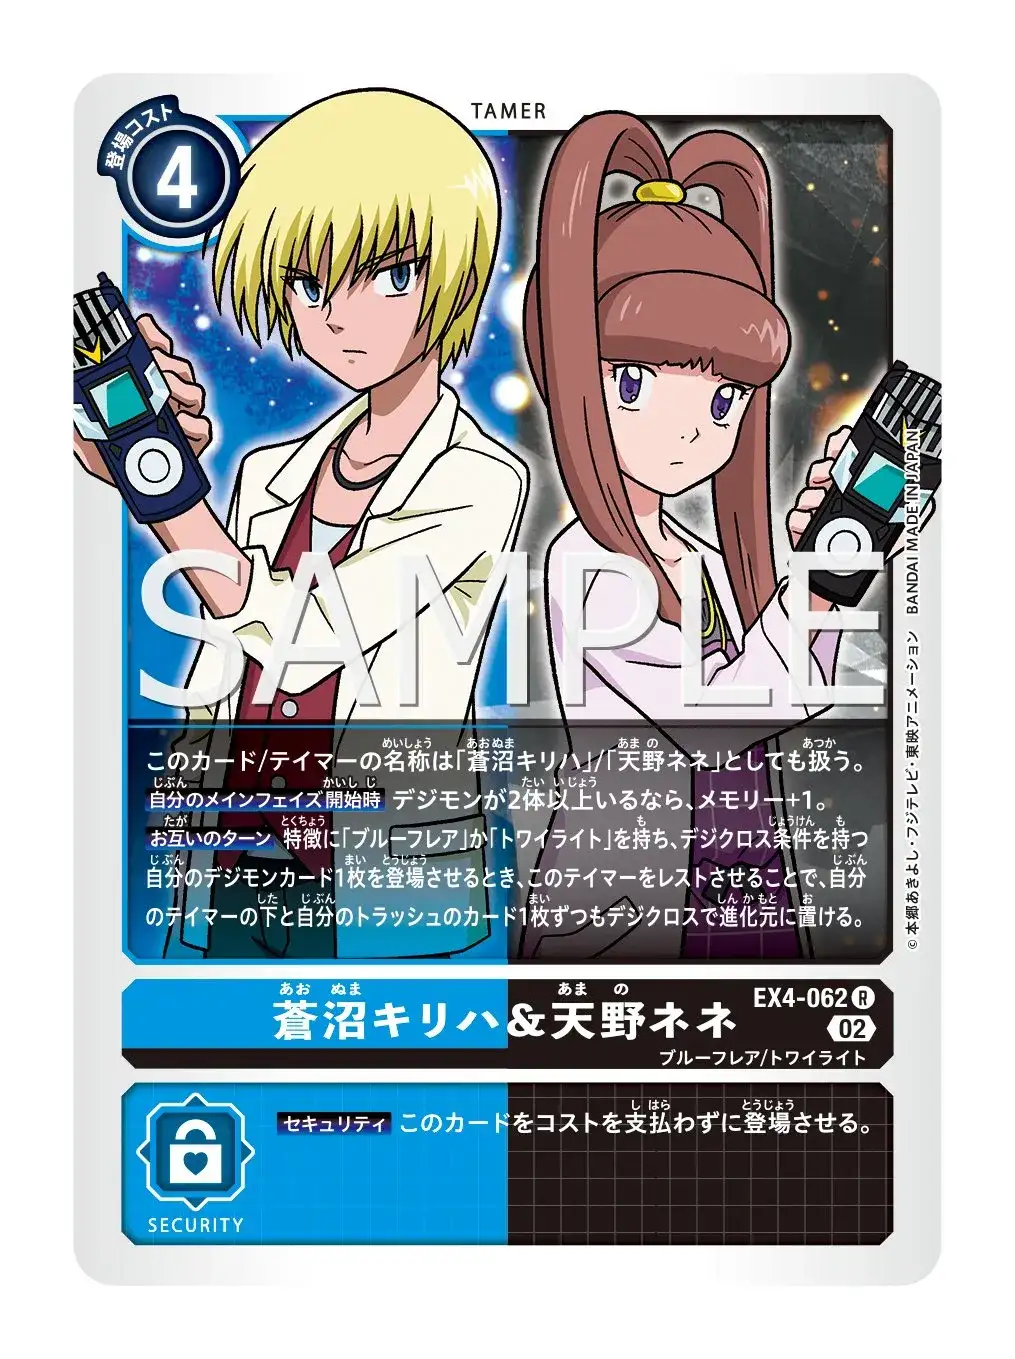 TAMER
登場コスト
4
SAMPLE
このカード/テイマーの名称は「蒼沼キリハ」/「天野ネネ」としても扱う。
自分のメインフェイズ開始時 デジモンが2体以上いるなら、メモリー+1。
お互いのターン 特徴に「ブルーフレア」か「トワイライト」を持ち、デジクロス条件を持つ
自分のデジモンカード1枚を登場させるとき、このテイマーをレストさせることで、自分
のテイマーの下と自分のトラッシュのカード1枚ずつもデジクロスで進化元に置ける。
©本郷あきよし・フジテレビ・東映アニメーション BANDAI MADE IN JAPAN
蒼沼キリハ&天野ネネ
EX4-062 R
02
ブルーフレア/トワイライト
セキュリティ このカードをコストを支払わずに登場させる。
SECURITY